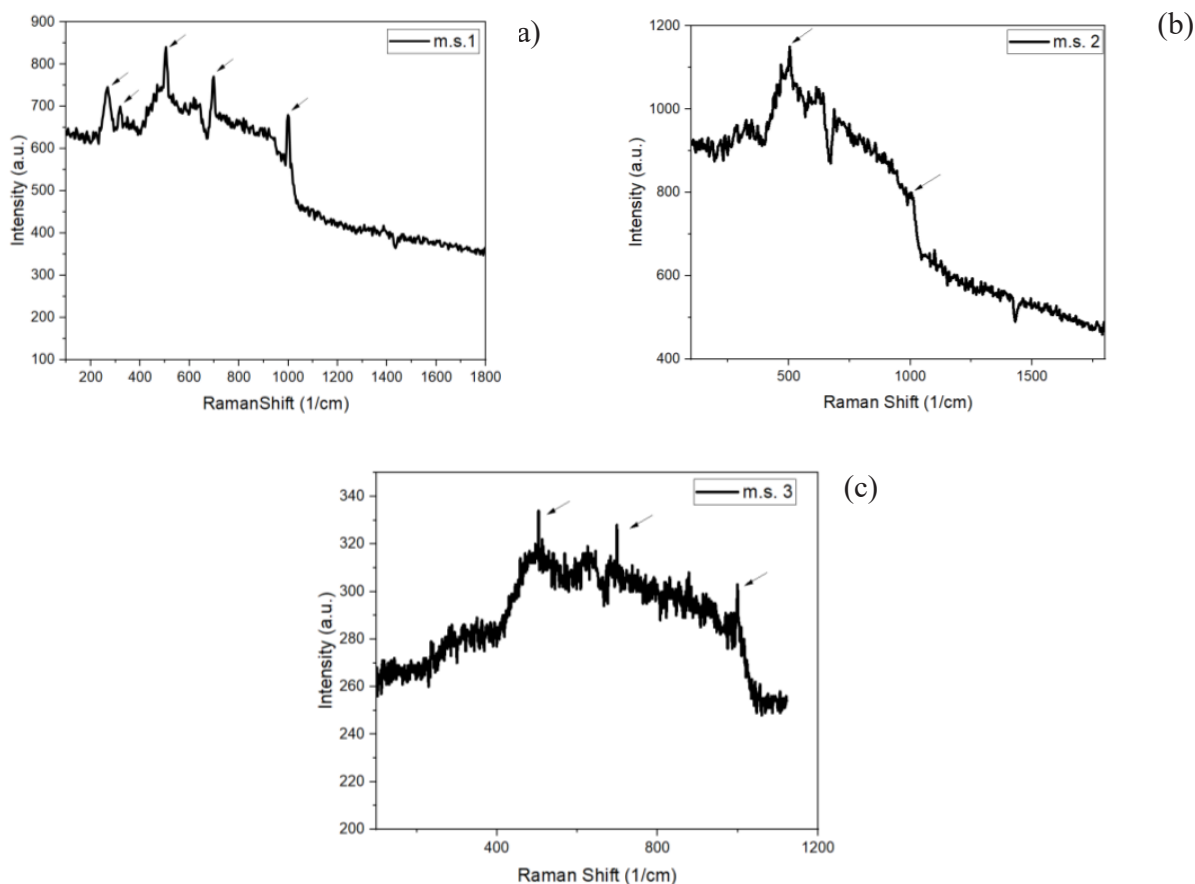 a)
m.s.1
900
800
700
600
500
400
300
200
100
Intensity (a.u.)
200 400 600 800 1000 1200 1400 1600 1800
RamanShift (1/cm)
(b)
m.s. 2
1200
1000
800
600
400
Intensity (a.u.)
500 1000 1500
Raman Shift (1/cm)
(c)
m.s. 3
340
320
300
280
260
240
220
200
Intensity (a.u.)
400 800 1200
Raman Shift (1/cm)